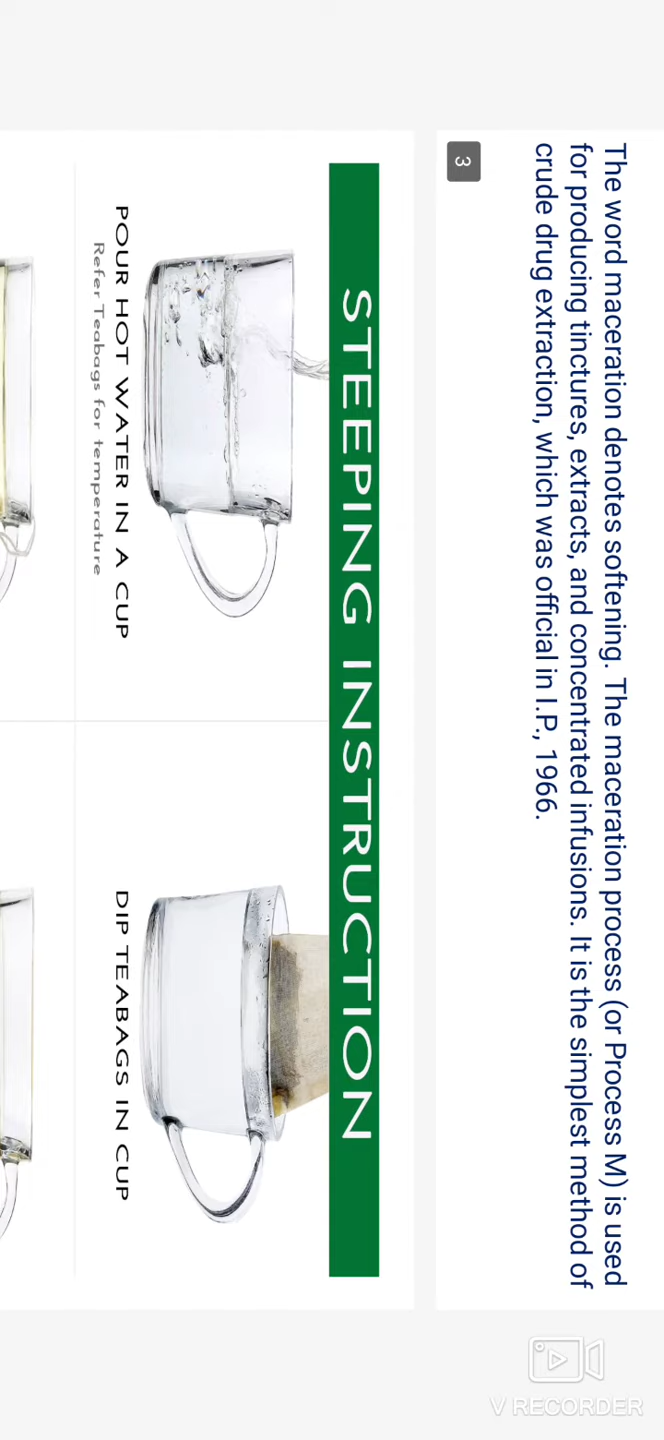 The word maceration denotes softening. The maceration process (or Process M) is used
for producing tinctures, extracts, and concentrated infusions. It is the simplest method of
crude drug extraction, which was official in I.P., 1966.
3
STEEPING INSTRUCTION
POUR HOT WATER IN A CUP
Refer Teabags for temperature
DIP TEABAGS IN CUP
V RECORDER